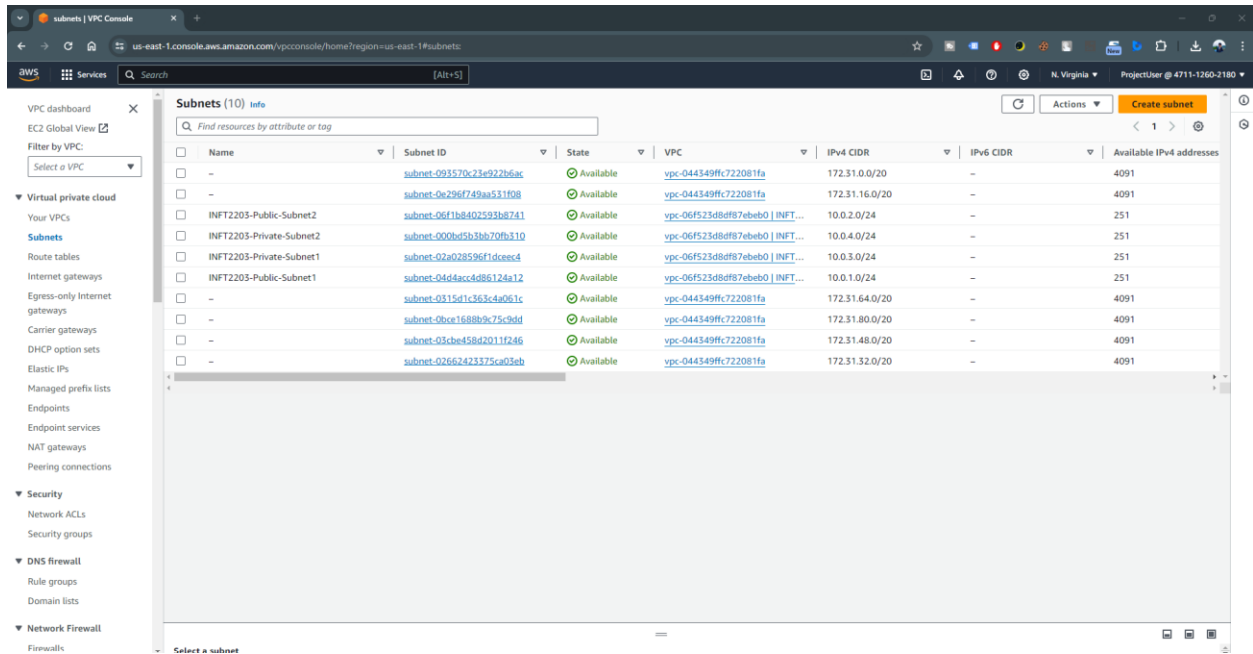 subnets | VPC Console
us-east-1.console.aws.amazon.com/vpcconsole/home?region=us-east-1#subnets:
New
aws Services Search [Alt+S] N. Virginia ProjectUser @ 4711-1260-2180
VPC dashboard
EC2 Global View
Filter by VPC:
Select a VPC
Virtual private cloud
Your VPCs
Subnets
Route tables
Internet gateways
Egress-only Internet
gateways
Carrier gateways
DHCP option sets
Elastic IPs
Managed prefix lists
Endpoints
Endpoint services
NAT gateways
Peering connections
Security
Network ACLs
Security groups
DNS firewall
Rule groups
Domain lists
Network Firewall
Firewalls
Subnets (10) Info Actions Create subnet
Find resources by attribute or tag 1
Name Subnet ID State VPC IPv4 CIDR IPv6 CIDR Available IPv4 addresses
– subnet-093570c23e922b6ac Available vpc-044349ffc722081fa 172.31.0.0/20 – 4091
– subnet-0e296f749aa531f08 Available vpc-044349ffc722081fa 172.31.16.0/20 – 4091
INFT2203-Public-Subnet2 subnet-06f1b8402593b8741 Available vpc-06f523d8df87ebeb0 | INFT... 10.0.2.0/24 – 251
INFT2203-Private-Subnet2 subnet-000bd5b3bb70fb310 Available vpc-06f523d8df87ebeb0 | INFT... 10.0.4.0/24 – 251
INFT2203-Private-Subnet1 subnet-02a028596f1dceec4 Available vpc-06f523d8df87ebeb0 | INFT... 10.0.3.0/24 – 251
INFT2203-Public-Subnet1 subnet-04d4acc4d86124a12 Available vpc-06f523d8df87ebeb0 | INFT... 10.0.1.0/24 – 251
– subnet-0315d1c363c4a061c Available vpc-044349ffc722081fa 172.31.64.0/20 – 4091
– subnet-0bce1688b9c75c9dd Available vpc-044349ffc722081fa 172.31.80.0/20 – 4091
– subnet-03cbe458d2011f246 Available vpc-044349ffc722081fa 172.31.48.0/20 – 4091
– subnet-02662423375ca03eb Available vpc-044349ffc722081fa 172.31.32.0/20 – 4091
Select a subnet